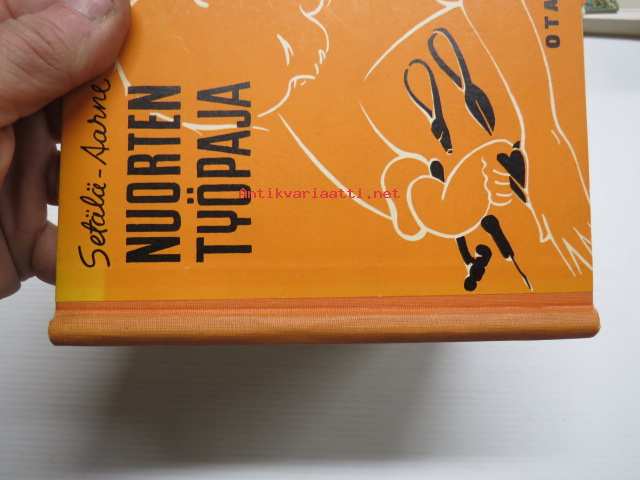 Setälä - Aarne
NUORTEN
TYÖPAJA
OTA
Antikvariaatti.net